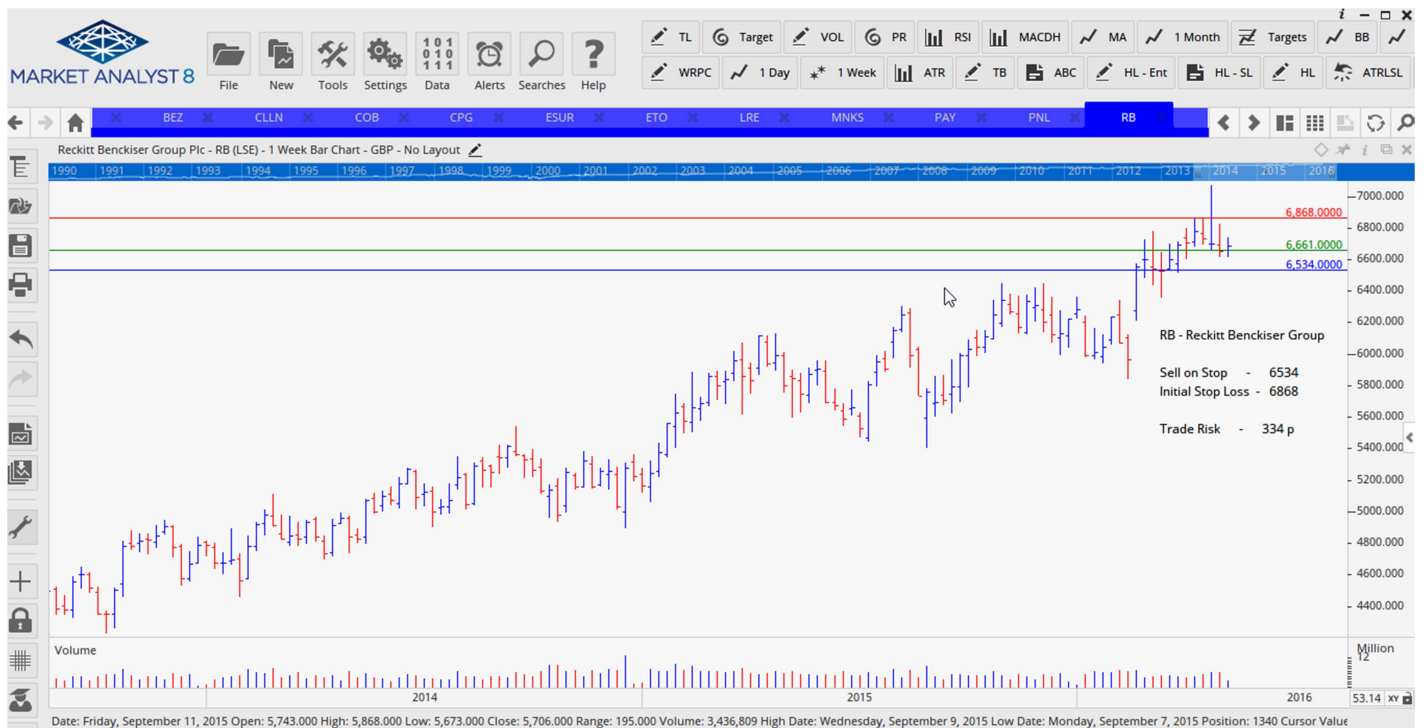 i
TL Target VOL PR RSI MACDH MA 1 Month Targets BB
MARKET ANALYST 8
File New Tools Settings Data Alerts Searches Help
WRPC 1 Day 1 Week ATR TB ABC HL - Ent HL - SL HL ATRLSL
BEZ CLLN COB CPG ESUR ETO LRE MNKS PAY PNL RB
Reckitt Benckiser Group Plc - RB (LSE) - 1 Week Bar Chart - GBP - No Layout
1990 1991 1992 1993 1994 1995 1996 1997 1998 1999 2000 2001 2002 2003 2004 2005 2006 2007 2008 2009 2010 2011 2012 2013 2014 2015 2016
7000.000
6,868.0000
6800.000
6,661.0000
6600.000
6,534.0000
6400.000
6200.000
RB - Reckitt Benckiser Group
6000.000
Sell on Stop - 6534
5800.000
Initial Stop Loss - 6868
5600.000
Trade Risk - 334 p
5400.000
5200.000
5000.000
4800.000
4600.000
4400.000
Volume
Million
12
2014 2015 2016
53.14 XY
Date: Friday, September 11, 2015 Open: 5,743.000 High: 5,868.000 Low: 5,673.000 Close: 5,706.000 Range: 195.000 Volume: 3,436,809 High Date: Wednesday, September 9, 2015 Low Date: Monday, September 7, 2015 Position: 1340 Cursor Value